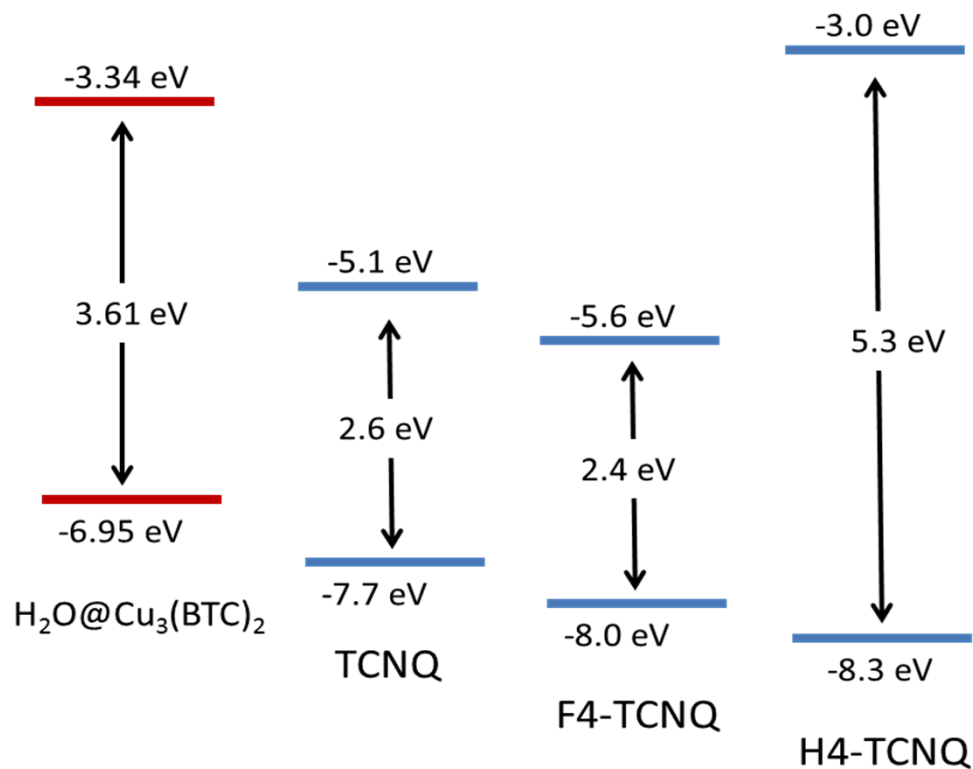 -3.34 eV
3.61 eV
-6.95 eV
H₂O@Cu₃(BTC)₂
-5.1 eV
2.6 eV
-7.7 eV
TCNQ
-5.6 eV
2.4 eV
-8.0 eV
F4-TCNQ
-3.0 eV
5.3 eV
-8.3 eV
H4-TCNQ